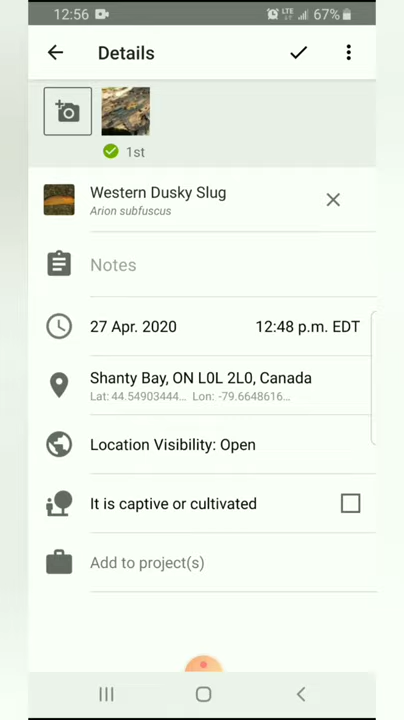 12:56 LTE 67%
Details
1st
Western Dusky Slug
Arion subfuscus
Notes
27 Apr. 2020 12:48 p.m. EDT
Shanty Bay, ON L0L 2L0, Canada
Lat: 44.54903444... Lon: -79.6648616...
Location Visibility: Open
It is captive or cultivated
Add to project(s)